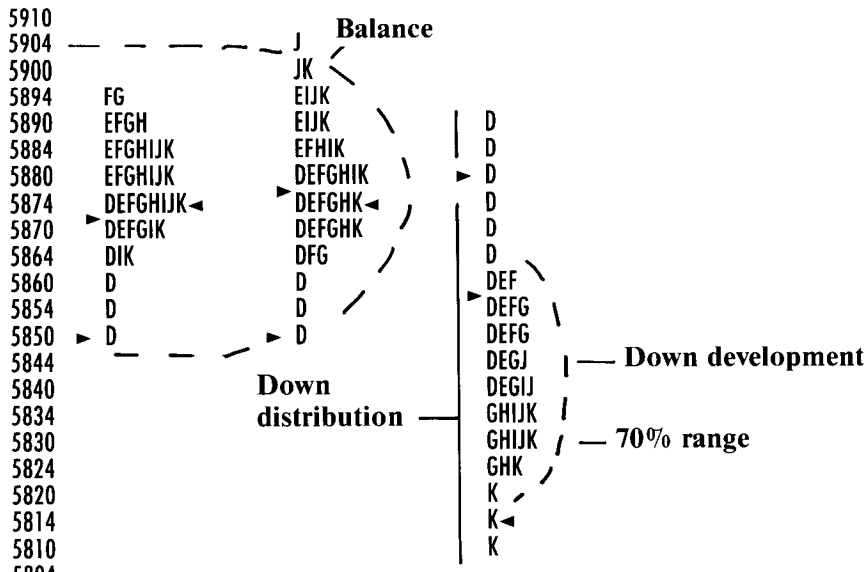 5910
Balance
5904 J
5900 JK
5894 FG EIJK
5890 EFGH EIJK D
5884 EFGHIJK EFHIK D
5880 EFGHIJK DEFGHIK D
5874 DEFGHIJK DEFGHK D
5870 DEFGIK DEFGHK D
5864 DIK DFG D
5860 D D DEF
5854 D D DEFG
5850 D D DEFG
5844 DEGJ Down development
5840 Down DEGIJ
5834 distribution GHIJK
5830 GHIJK 70% range
5824 GHK
5820 K
5814 K
5810 K